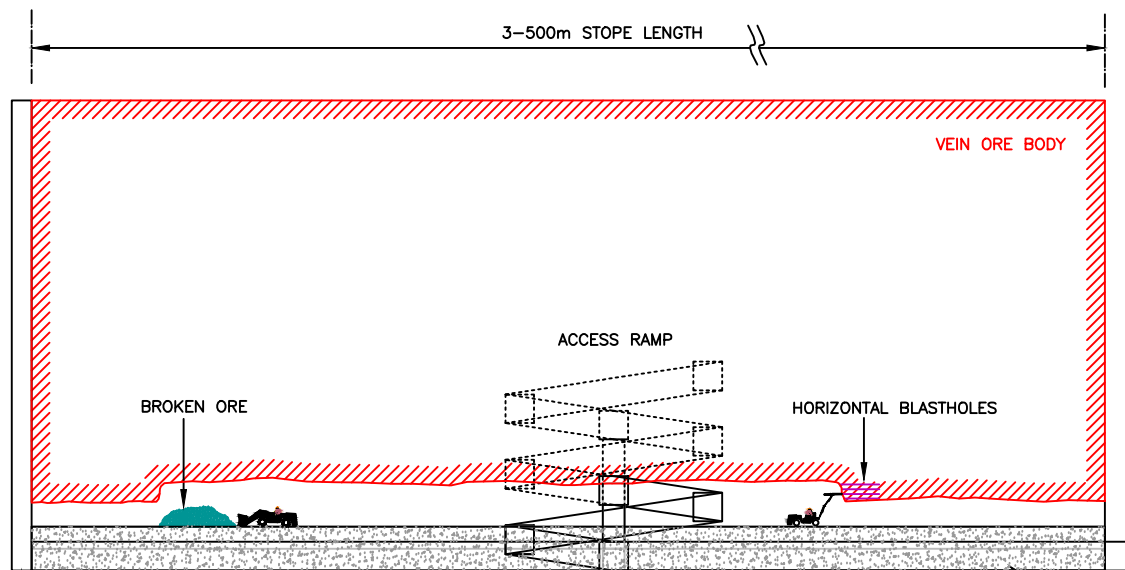 3-500m STOPE LENGTH
VEIN ORE BODY
ACCESS RAMP
BROKEN ORE
HORIZONTAL BLASTHOLES